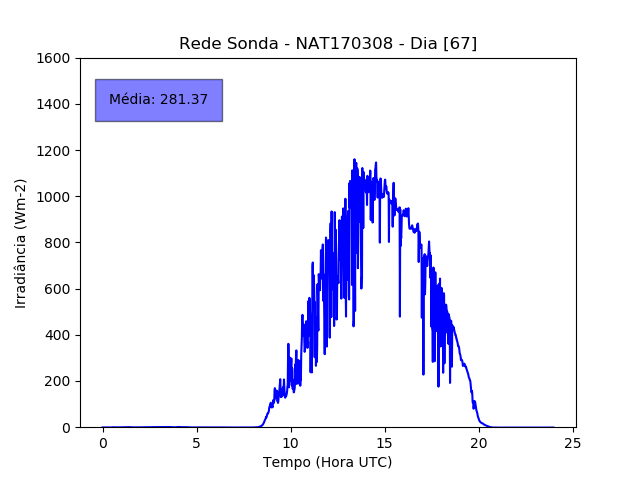 Rede Sonda - NAT170308 - Dia [67]
1600
1400
1200
1000
800
600
400
200
0
Média: 281.37
Irradiância (Wm-2)
0 5 10 15 20 25
Tempo (Hora UTC)